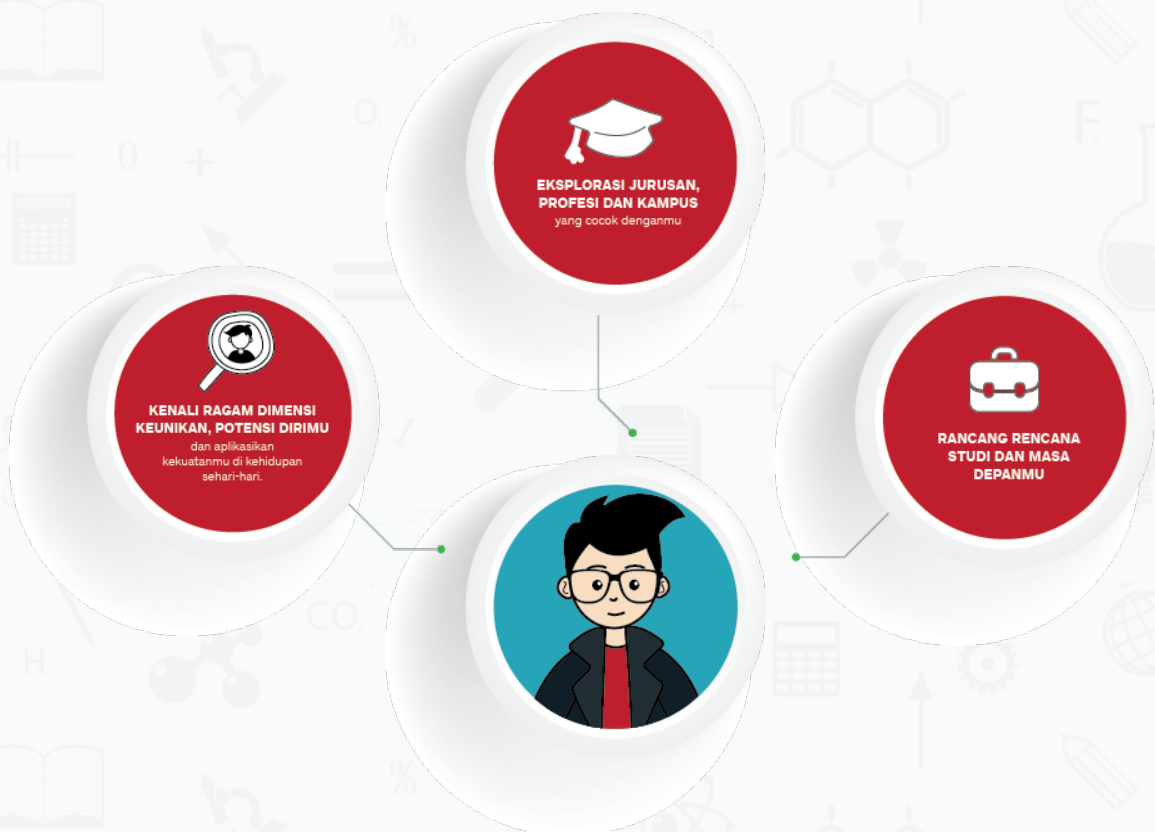 EKSPLORASI JURUSAN,
PROFESI DAN KAMPUS
yang cocok denganmu
KENALI RAGAM DIMENSI
KEUNIKAN, POTENSI DIRIMU
dan aplikasikan
kekuatanmu di kehidupan
sehari-hari.
RANCANG RENCANA
STUDI DAN MASA
DEPANMU